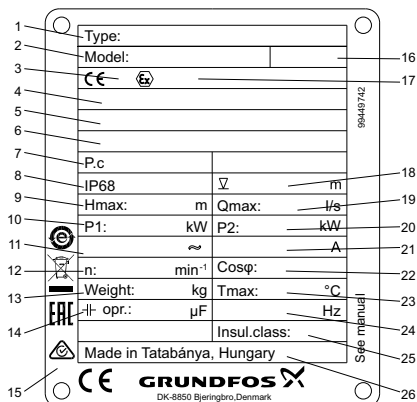 1 Type:
2 Model: 16
3 CE Ex 17
4
5
6
99449742
7 P.c
8 IP68 m 18
9 Hmax: m Qmax: l/s 19
10 P1: kW P2: kW 20
11 ~ A 21
12 n: min⁻¹ Cosφ: 22
13 Weight: kg Tmax: °C 23
14 opr.: µF Hz 24
Insul.class: 25
See manual
EAC
Made in Tatabánya, Hungary 26
15 CE GRUNDFOS
DK-8850 Bjeringbro,Denmark